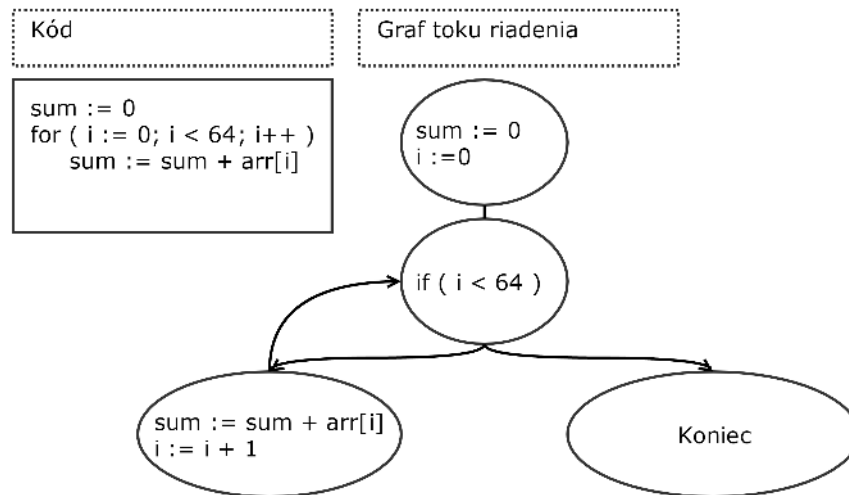 Kód
Graf toku riadenia
sum := 0
for ( i := 0; i < 64; i++ )
sum := sum + arr[i]
sum := 0
i :=0
if ( i < 64 )
sum := sum + arr[i]
i := i + 1
Koniec